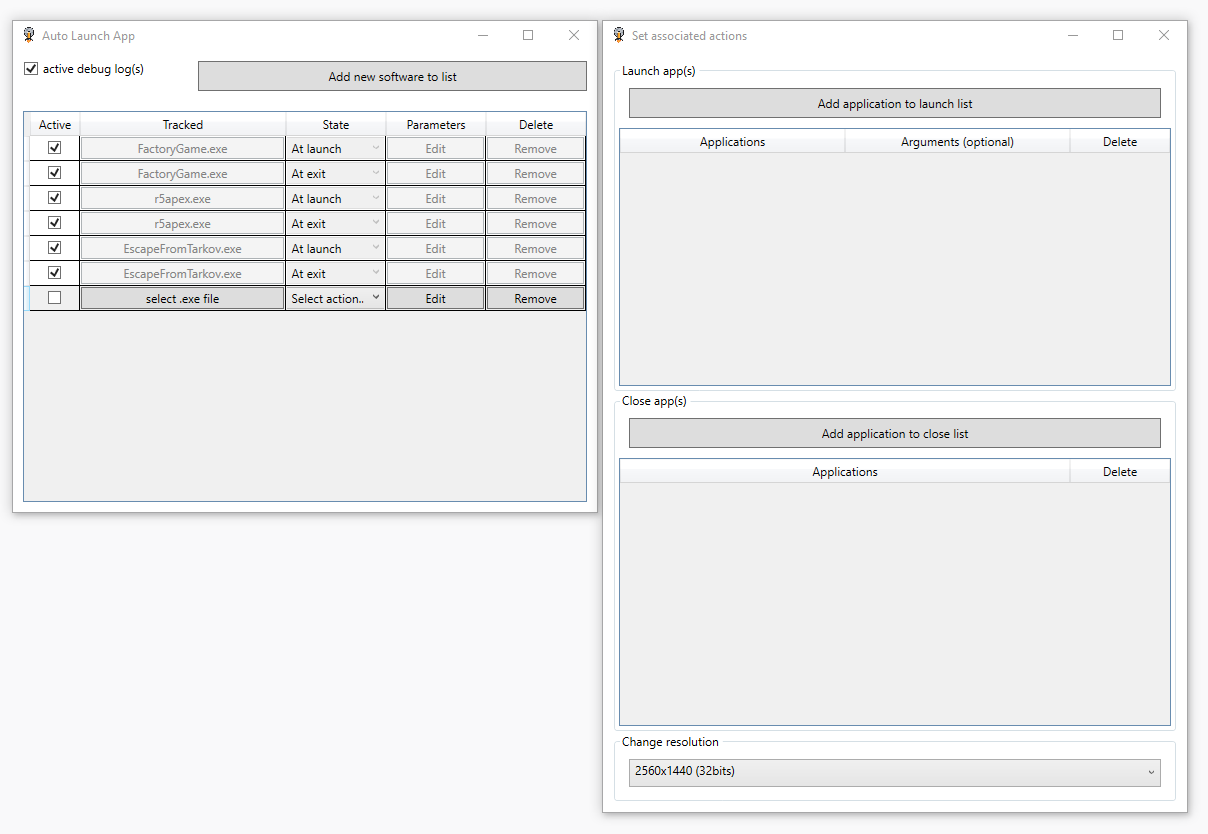 Auto Launch App
active debug log(s)
Add new software to list
Active Tracked State Parameters Delete
FactoryGame.exe At launch Edit Remove
FactoryGame.exe At exit Edit Remove
r5apex.exe At launch Edit Remove
r5apex.exe At exit Edit Remove
EscapeFromTarkov.exe At launch Edit Remove
EscapeFromTarkov.exe At exit Edit Remove
select .exe file Select action.. Edit Remove
Set associated actions
Launch app(s)
Add application to launch list
Applications Arguments (optional) Delete
Close app(s)
Add application to close list
Applications Delete
Change resolution
2560x1440 (32bits)